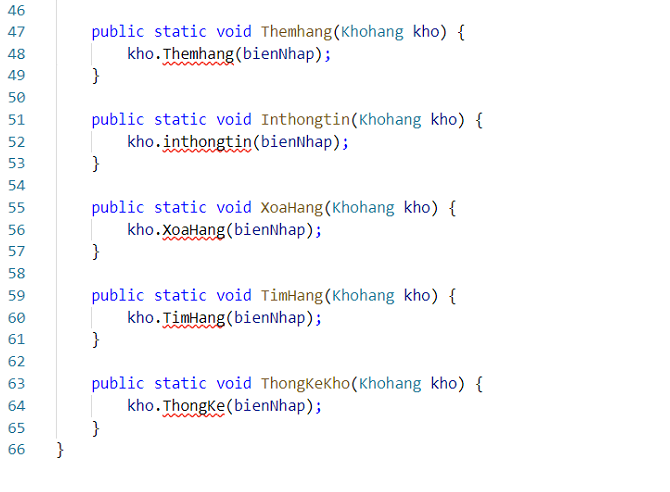 46
47 public static void Themhang(Khohang kho) {
48 kho.Themhang(bienNhap);
49 }
50
51 public static void Inthongtin(Khohang kho) {
52 kho.inthongtin(bienNhap);
53 }
54
55 public static void XoaHang(Khohang kho) {
56 kho.XoaHang(bienNhap);
57 }
58
59 public static void TimHang(Khohang kho) {
60 kho.TimHang(bienNhap);
61 }
62
63 public static void ThongKeKho(Khohang kho) {
64 kho.ThongKe(bienNhap);
65 }
66 }